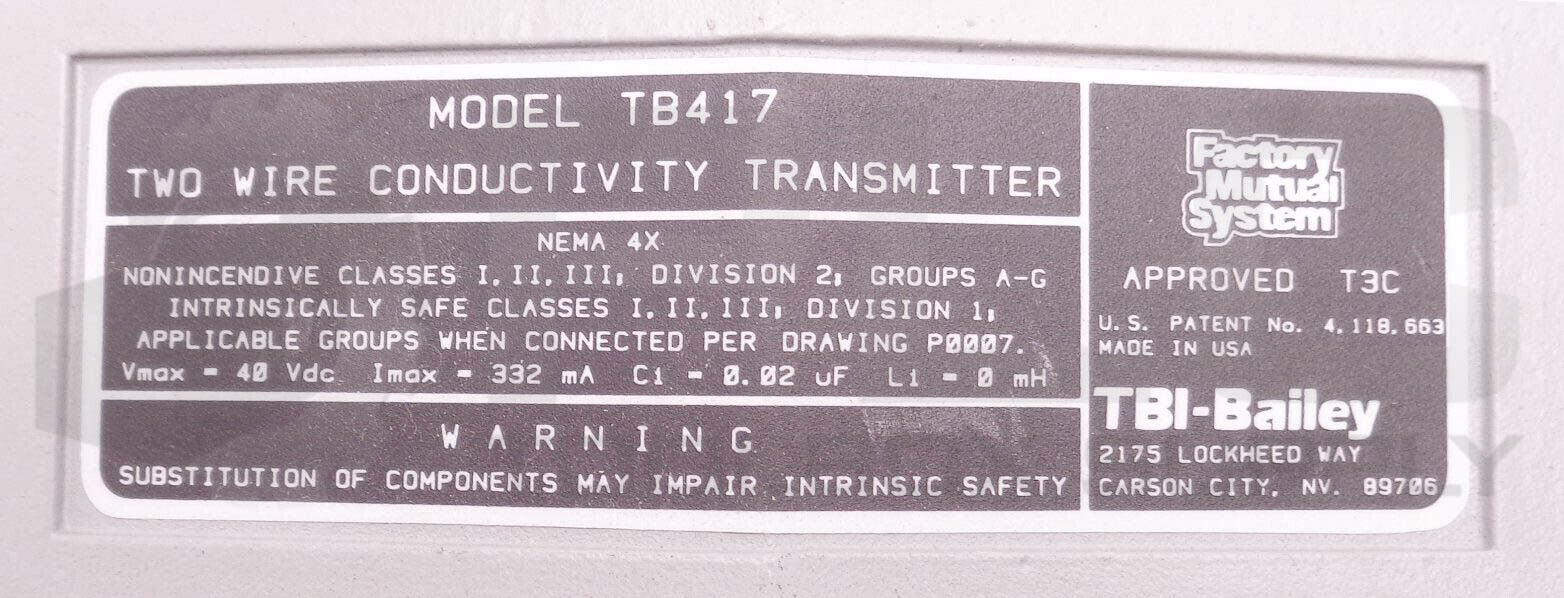 MODEL TB417
TWO WIRE CONDUCTIVITY TRANSMITTER
NEMA 4X
NONINCENDIVE CLASSES I, II, III; DIVISION 2; GROUPS A-G
INTRINSICALLY SAFE CLASSES I, II, III; DIVISION 1;
APPLICABLE GROUPS WHEN CONNECTED PER DRAWING P0007.
Vmax = 40 Vdc Imax = 332 mA Ci = 0.02 uF Li = 0 mH
WARNING
SUBSTITUTION OF COMPONENTS MAY IMPAIR INTRINSIC SAFETY
Factory
Mutual
System
APPROVED T3C
U.S. PATENT No. 4,118,663
MADE IN USA
TBI-Bailey
2175 LOCKHEED WAY
CARSON CITY, NV. 89706